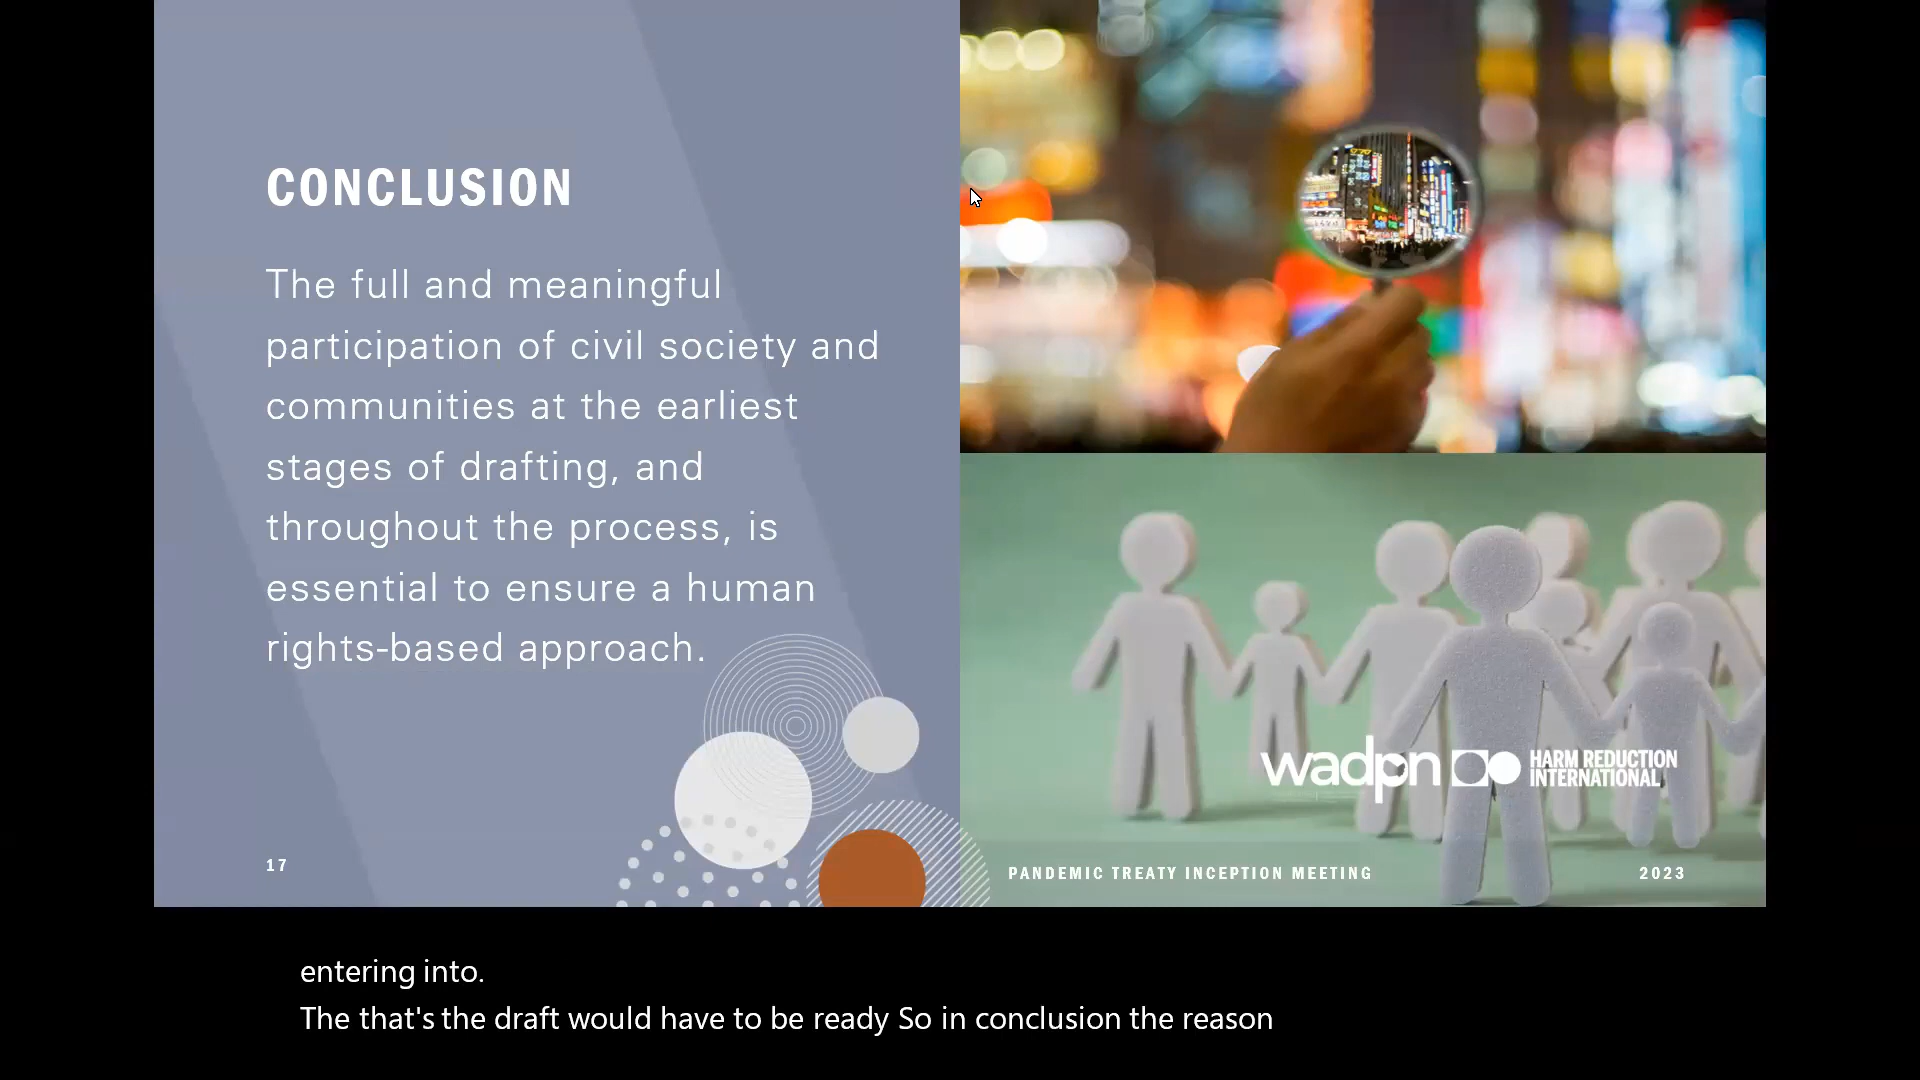 CONCLUSION
The full and meaningful
participation of civil society and
communities at the earliest
stages of drafting, and
throughout the process, is
essential to ensure a human
rights-based approach.
17
wadpn HARM REDUCTION
INTERNATIONAL
PANDEMIC TREATY INCEPTION MEETING 2023
entering into.
The that's the draft would have to be ready So in conclusion the reason